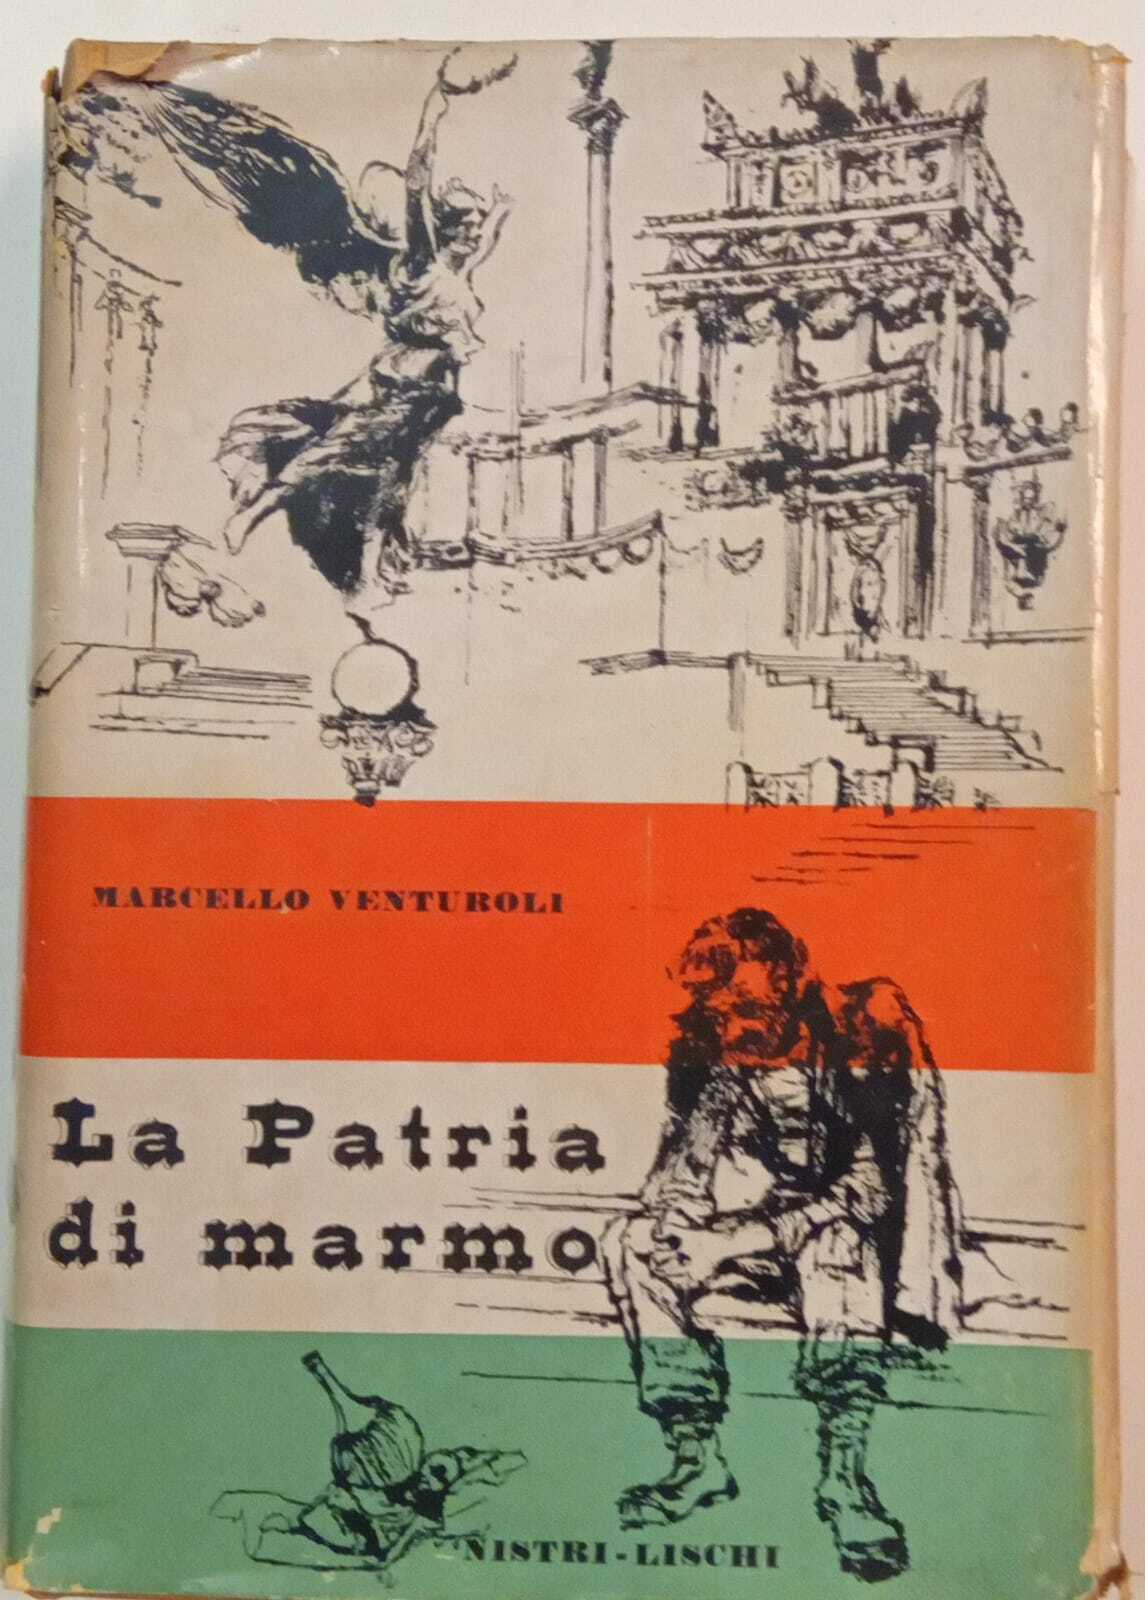 MARCELLO VENTUROLI
La Patria
di marmo
NISTRI-LISCHI